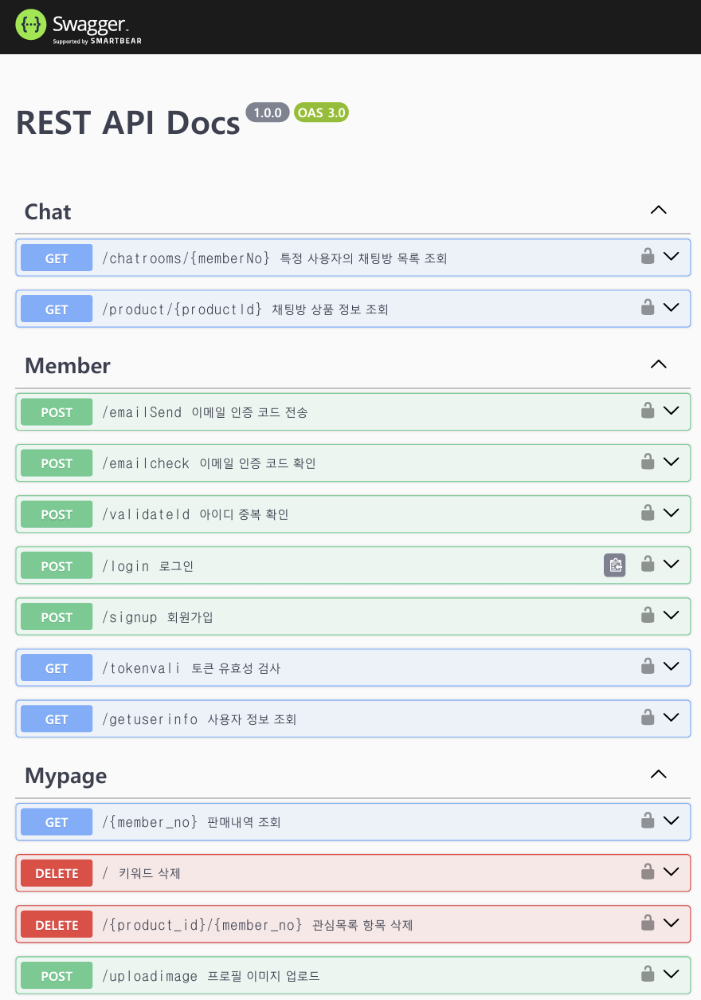 Swagger
Supported by SMARTBEAR
REST API Docs 1.0.0 OAS 3.0
Chat
GET /chatrooms/{memberNo} 특정 사용자의 채팅방 목록 조회
GET /product/{productId} 채팅방 상품 정보 조회
Member
POST /emailSend 이메일 인증 코드 전송
POST /emailcheck 이메일 인증 코드 확인
POST /validateId 아이디 중복 확인
POST /login 로그인
POST /signup 회원가입
GET /tokenvali 토큰 유효성 검사
GET /getuserinfo 사용자 정보 조회
Mypage
GET /{member_no} 판매내역 조회
DELETE / 키워드 삭제
DELETE /{product_id}/{member_no} 관심목록 항목 삭제
POST /uploadimage 프로필 이미지 업로드